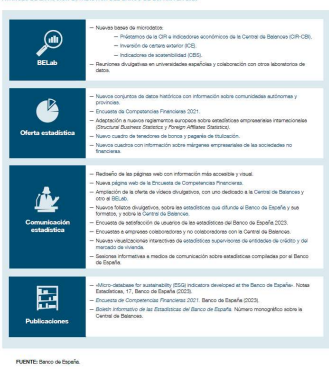 BELab
– Nuevas bases de microdatos:
– Préstamos de la CIR a indicadores económicos de la Central de Balances (CIR-CBI).
– Inversión de cartera exterior (ICE).
– Indicadores de sostenibilidad (CBS).
– Reuniones divulgativas en universidades españolas y colaboración con otros laboratorios de
datos.
Oferta estadística
– Nuevos conjuntos de datos históricos con información sobre comunidades autónomas y
provincias.
– Encuesta de Competencias Financieras 2021.
– Adaptación a nuevos reglamentos europeos sobre estadísticas empresariales internacionales
(Structural Business Statistics y Foreign Affiliates Statistics).
– Nuevo cuadro de tenedores de bonos y pagarés de titulización.
– Nuevos cuadros con información sobre márgenes empresariales de las sociedades no
financieras.
Comunicación
estadística
– Rediseño de las páginas web con información más accesible y visual.
– Nueva página web de la Encuesta de Competencias Financieras.
– Ampliación de la oferta de vídeos divulgativos, con uno dedicado a la Central de Balances y
otro al BELab.
– Nuevos folletos divulgativos, sobre las estadísticas que difunde el Banco de España y sus
formatos, y sobre la Central de Balances.
– Encuesta de satisfacción de usuarios de las estadísticas del Banco de España 2023.
– Encuestas a empresas colaboradoras y no colaboradoras con la Central de Balances.
– Nuevas visualizaciones interactivas de estadísticas supervisoras de entidades de crédito y del
mercado de vivienda.
– Sesiones informativas a medios de comunicación sobre estadísticas compiladas por el Banco
de España.
Publicaciones
– «Micro-database for sustainability (ESG) indicators developed at the Banco de España». Notas
Estadísticas, 17, Banco de España (2023).
– Encuesta de Competencias Financieras 2021. Banco de España (2023).
– Boletín Informativo de las Estadísticas del Banco de España. Número monográfico sobre la
Central de Balances.
FUENTE: Banco de España.